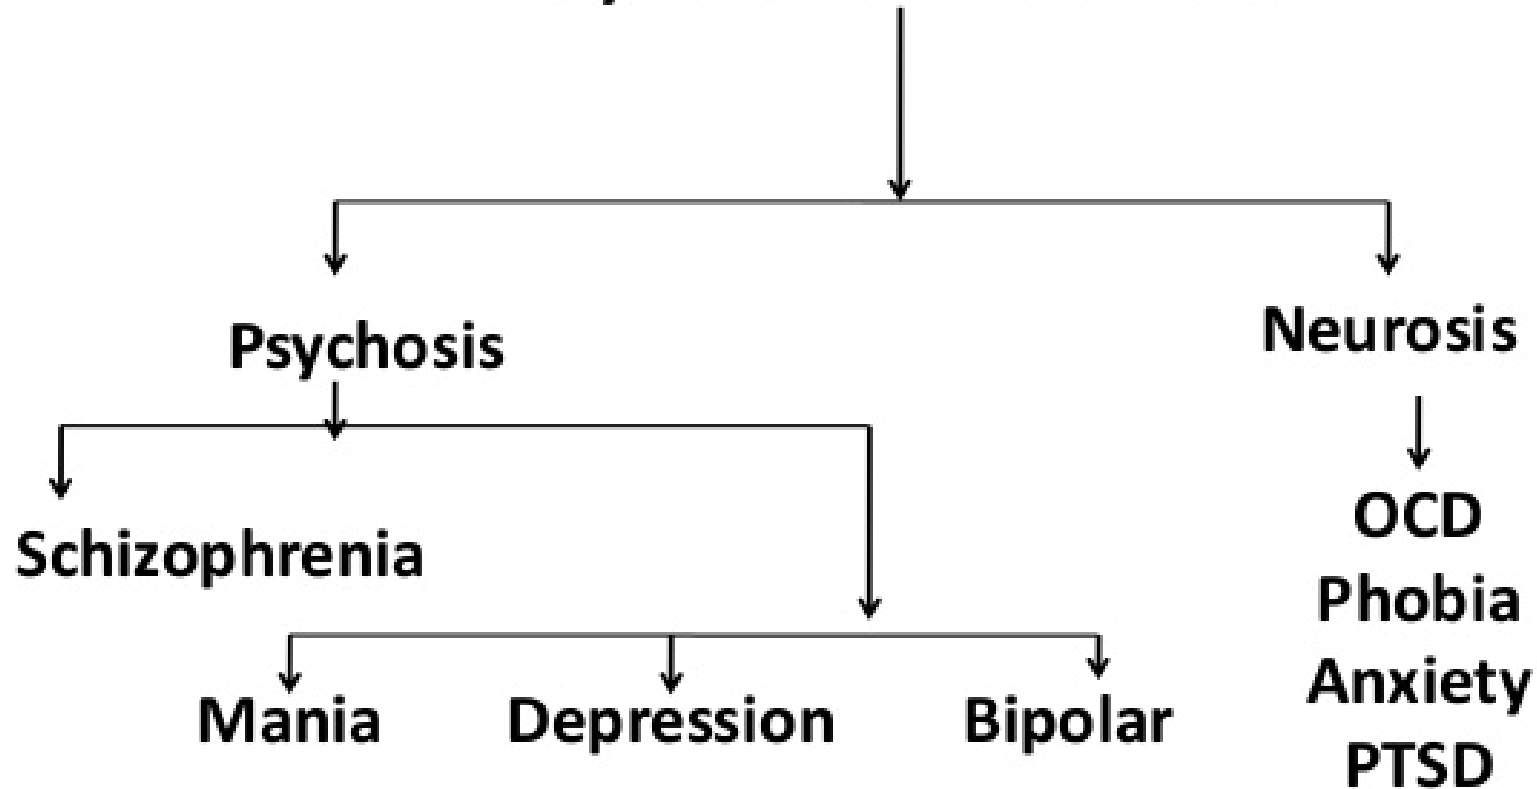 Psychosis
Neurosis
Schizophrenia
OCD
Phobia
Anxiety
PTSD
Mania
Depression
Bipolar